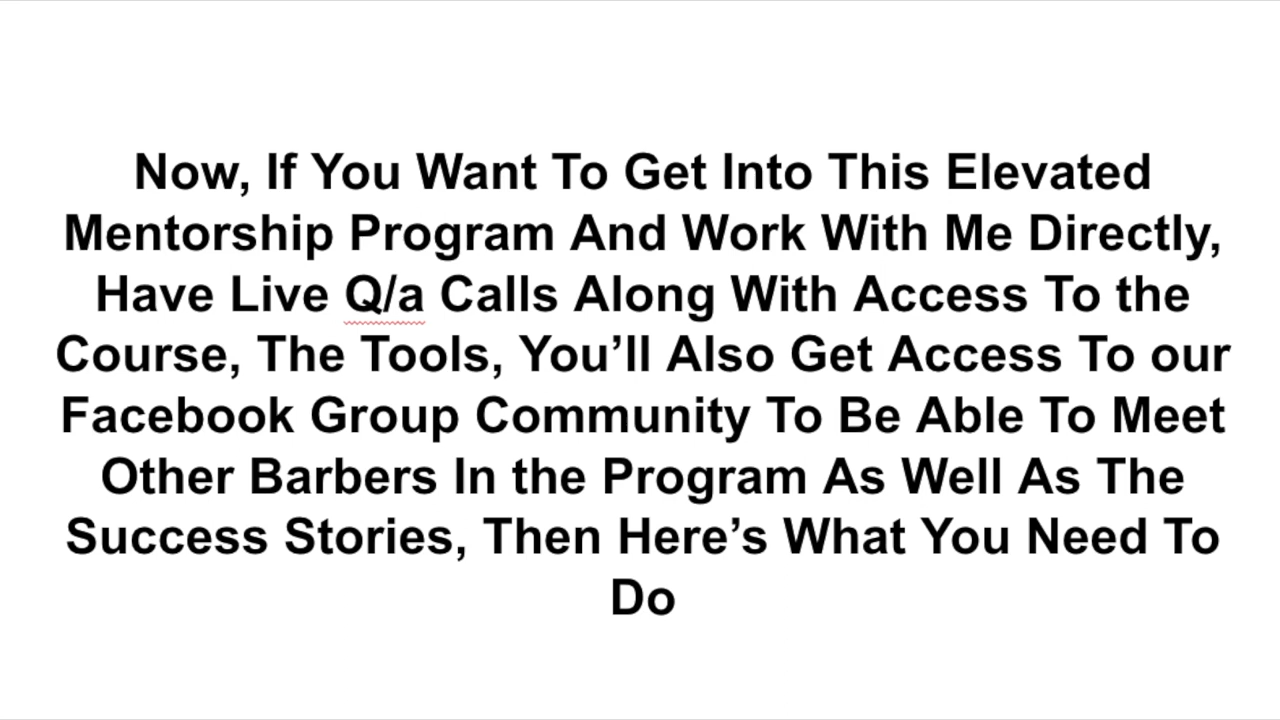 Now, If You Want To Get Into This Elevated
Mentorship Program And Work With Me Directly,
Have Live Q/a Calls Along With Access To the
Course, The Tools, You’ll Also Get Access To our
Facebook Group Community To Be Able To Meet
Other Barbers In the Program As Well As The
Success Stories, Then Here’s What You Need To
Do